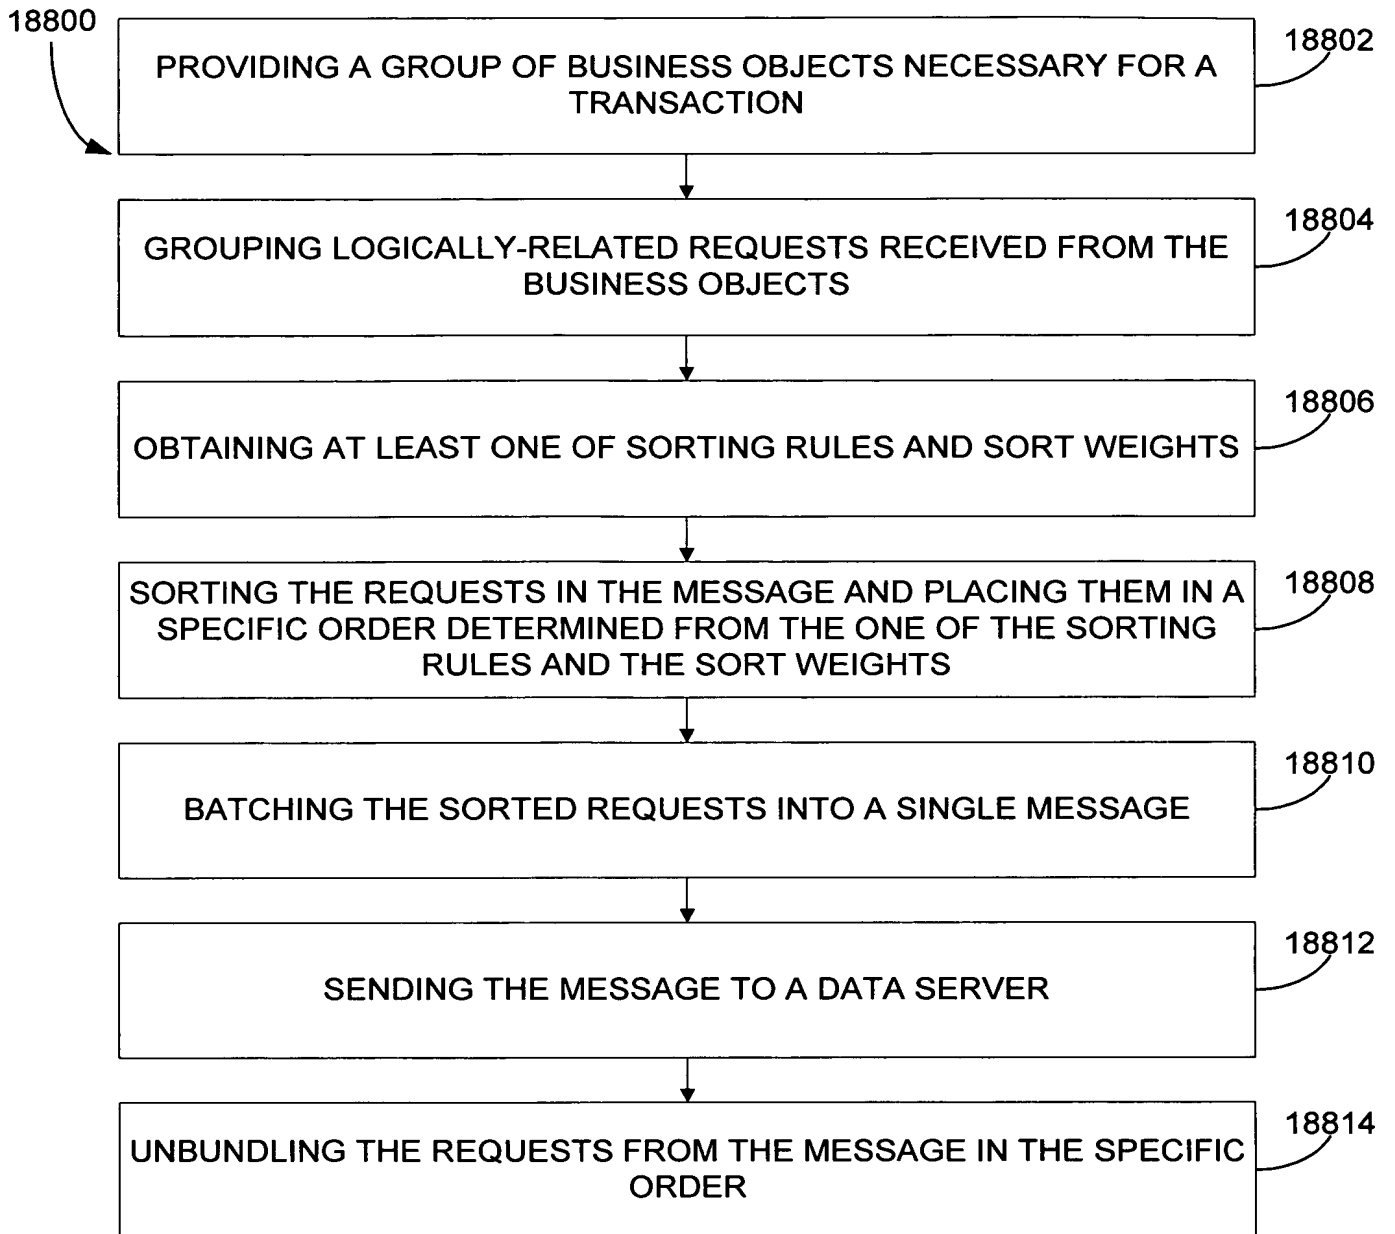 18800
18802
PROVIDING A GROUP OF BUSINESS OBJECTS NECESSARY FOR A
TRANSACTION
18804
GROUPING LOGICALLY-RELATED REQUESTS RECEIVED FROM THE
BUSINESS OBJECTS
18806
OBTAINING AT LEAST ONE OF SORTING RULES AND SORT WEIGHTS
18808
SORTING THE REQUESTS IN THE MESSAGE AND PLACING THEM IN A
SPECIFIC ORDER DETERMINED FROM THE ONE OF THE SORTING
RULES AND THE SORT WEIGHTS
18810
BATCHING THE SORTED REQUESTS INTO A SINGLE MESSAGE
18812
SENDING THE MESSAGE TO A DATA SERVER
18814
UNBUNDLING THE REQUESTS FROM THE MESSAGE IN THE SPECIFIC
ORDER